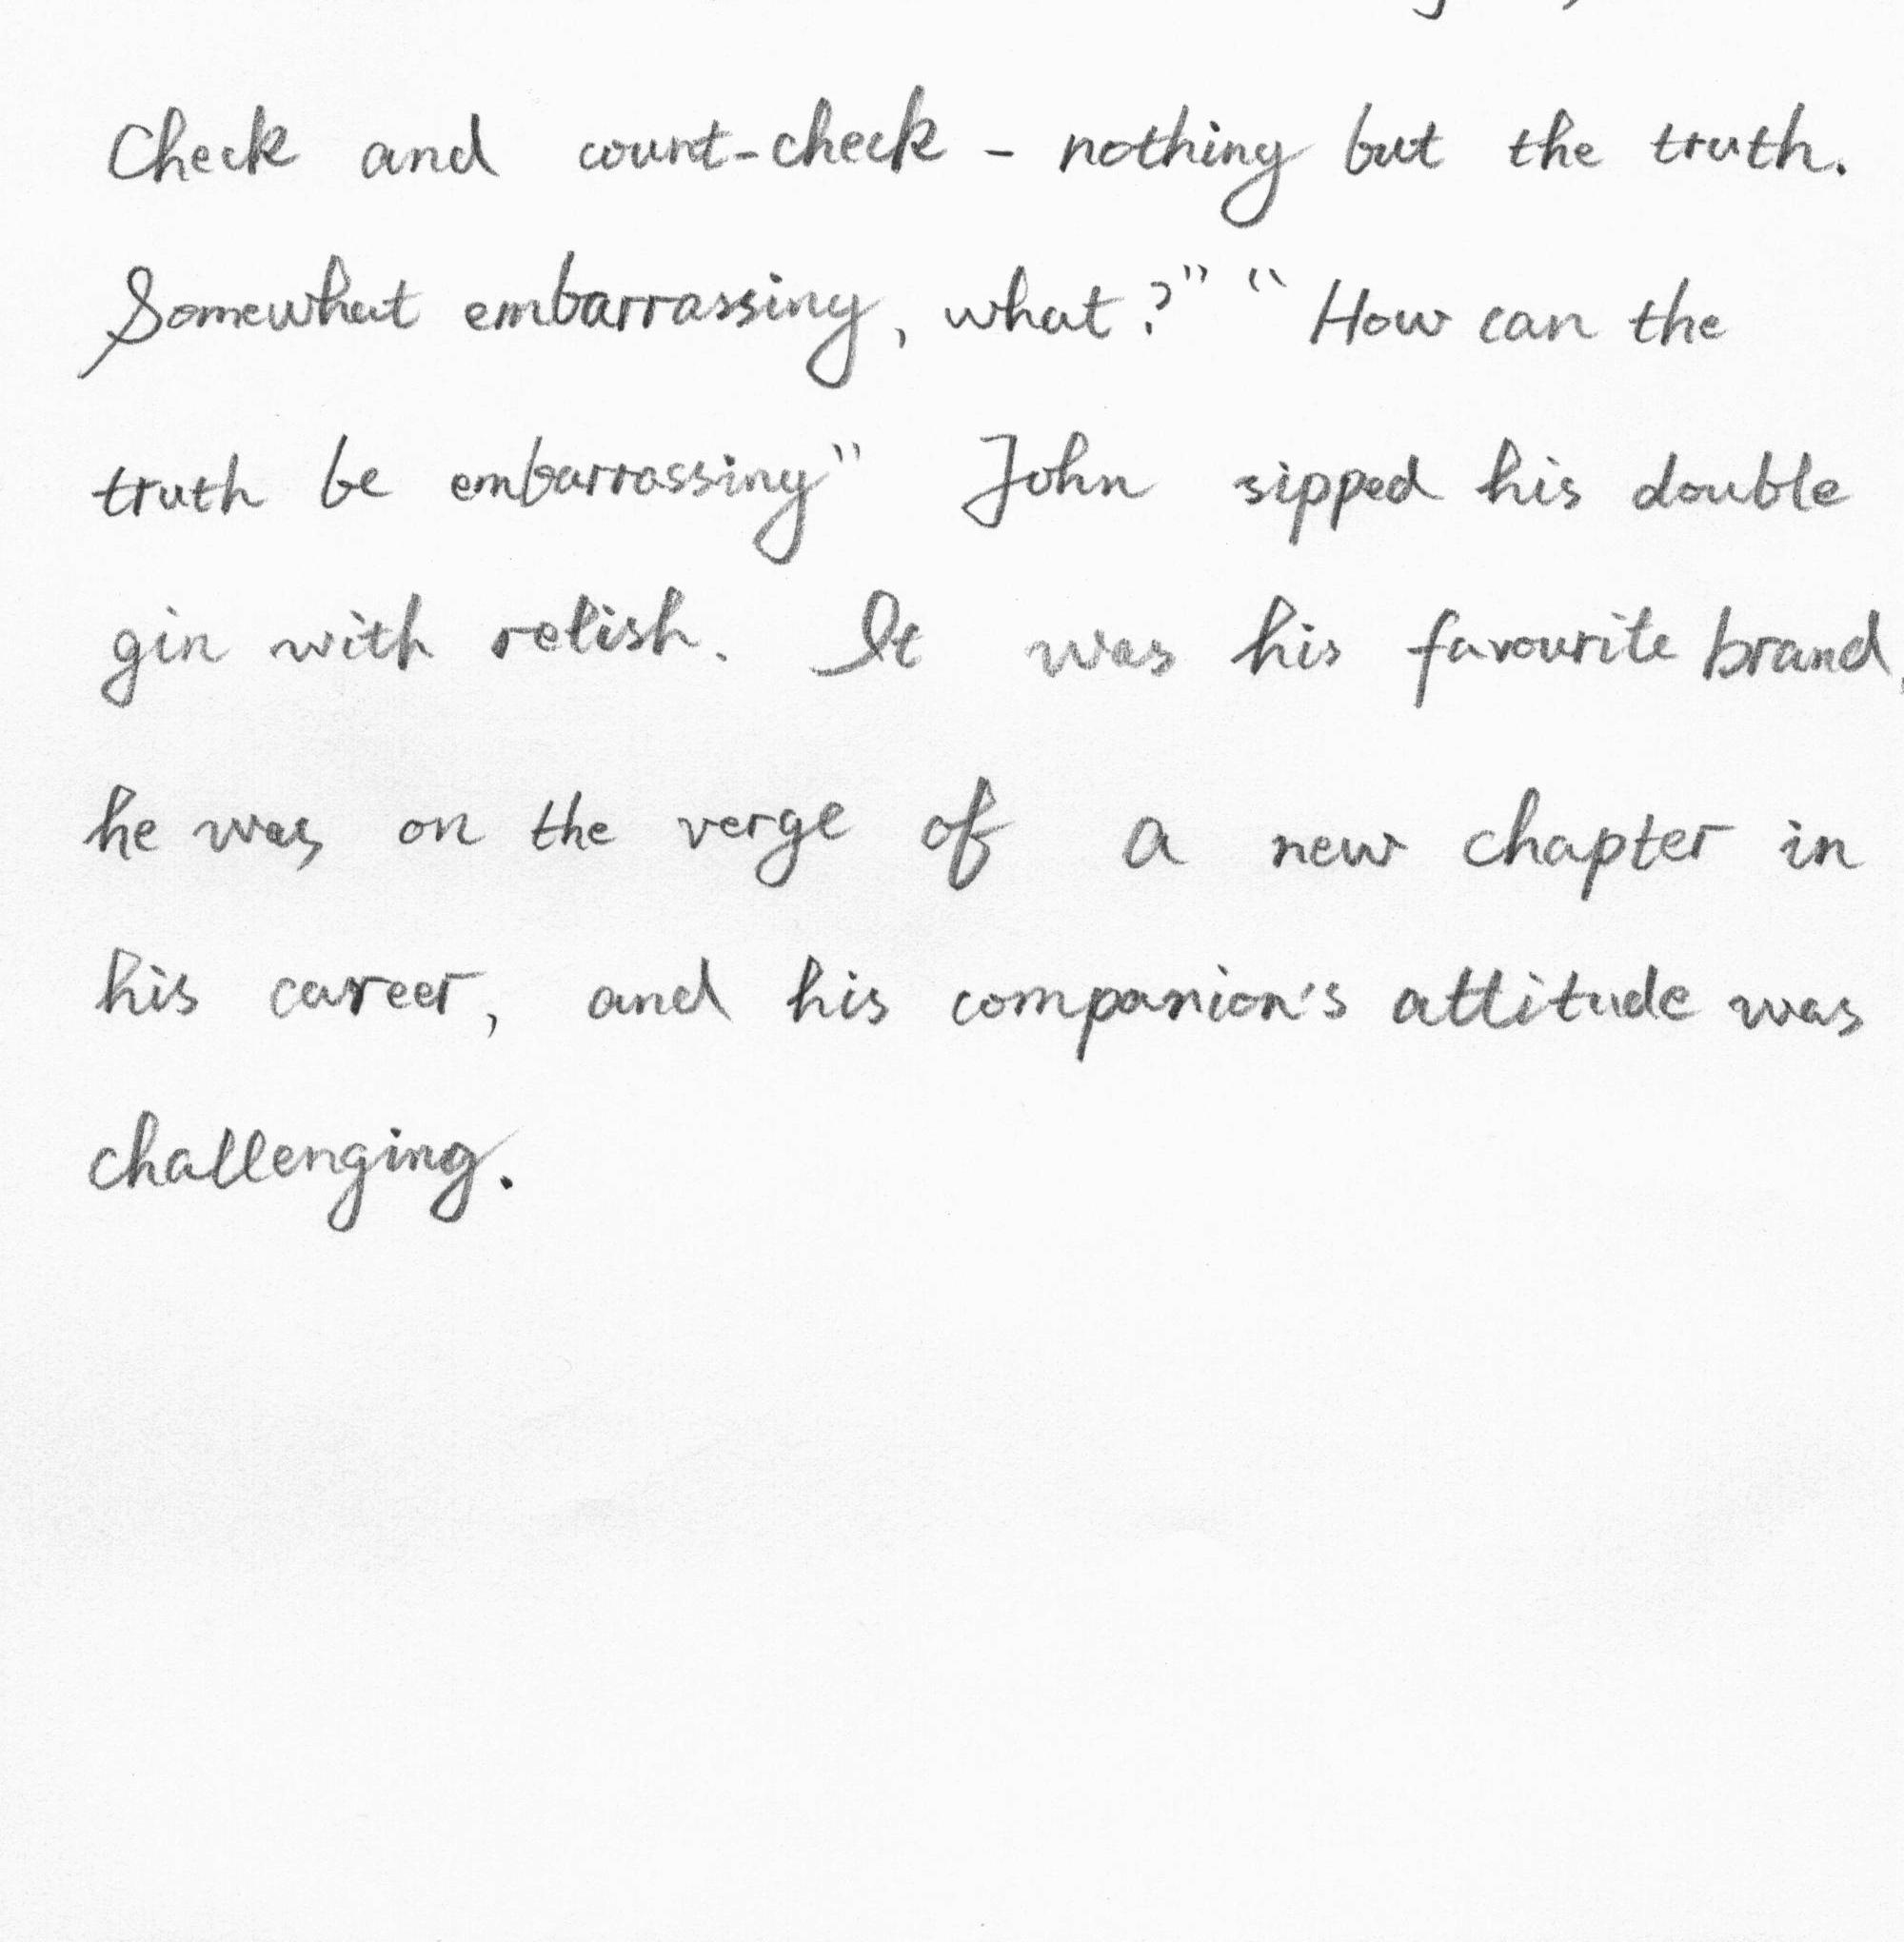 Check and count-check - nothing but the truth.
Somewhat embarrassing, what?" "How can the
truth be embarrassing" John sipped his double
gin with relish. It was his favourite brand,
he was on the verge of a new chapter in
his career, and his companion's attitude was
challenging.